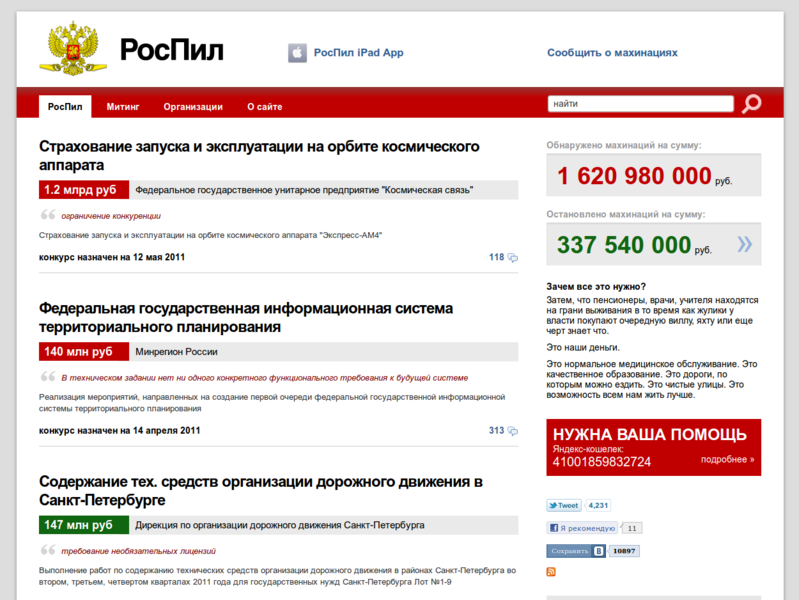 РосПил
РосПил iPad App
Сообщить о махинациях
РосПил
Митинг
Организации
О сайте
найти
Страхование запуска и эксплуатации на орбите космического
аппарата
1.2 млрд руб
Федеральное государственное унитарное предприятие "Космическая связь"
ограничение конкуренции
Страхование запуска и эксплуатации на орбите космического аппарата "Экспресс-АМ4"
конкурс назначен на 12 мая 2011
118
Федеральная государственная информационная система
территориального планирования
140 млн руб
Минрегион России
В техническом задании нет ни одного конкретного функционального требования к будущей системе
Реализация мероприятий, направленных на создание первой очереди федеральной государственной информационной
системы территориального планирования
конкурс назначен на 14 апреля 2011
313
Содержание тех. средств организации дорожного движения в
Санкт-Петербурге
147 млн руб
Дирекция по организации дорожного движения Санкт-Петербурга
требование необязательных лицензий
Выполнение работ по содержанию технических средств организации дорожного движения в районах Санкт-Петербурга во
втором, третьем, четвертом кварталах 2011 года для государственных нужд Санкт-Петербурга Лот №1-9
Обнаружено махинаций на сумму:
1 620 980 000 руб.
Остановлено махинаций на сумму:
337 540 000 руб.
Зачем все это нужно?
Затем, что пенсионеры, врачи, учителя находятся
на грани выживания в то время как жулики у
власти покупают очередную виллу, яхту или еще
черт знает что.
Это наши деньги.
Это нормальное медицинское обслуживание. Это
качественное образование. Это дороги, по
которым можно ездить. Это чистые улицы. Это
возможность всем нам жить лучше.
НУЖНА ВАША ПОМОЩЬ
Яндекс-кошелек:
41001859832724
подробнее »
Tweet 4,231
Я рекомендую 11
Сохранить В 10897